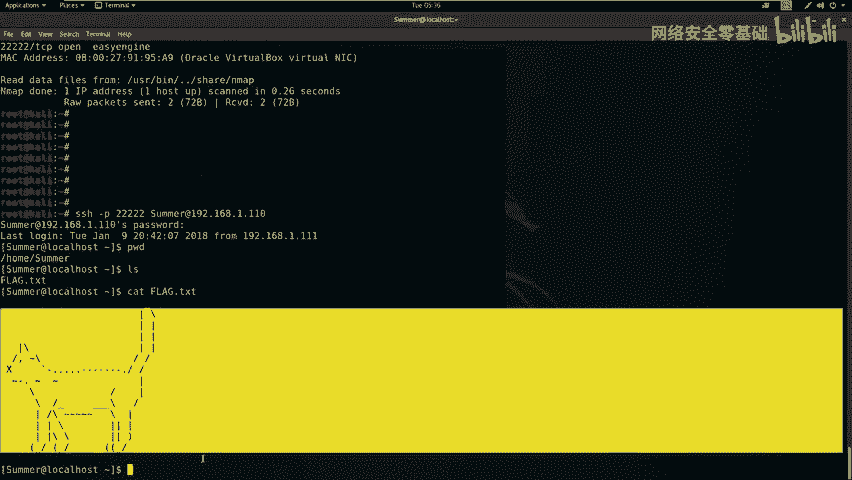 Applications Places Terminal Tue 05:36
Summer@localhost:~
File Edit View Search Terminal Help
网络安全零基础 bilibili
22222/tcp open  easyengine
MAC Address: 08:00:27:91:95:A9 (Oracle VirtualBox virtual NIC)
Read data files from: /usr/bin/../share/nmap
Nmap done: 1 IP address (1 host up) scanned in 0.26 seconds
Raw packets sent: 2 (72B) | Rcvd: 2 (72B)
root@kali:~#
root@kali:~#
root@kali:~#
root@kali:~#
root@kali:~#
root@kali:~#
root@kali:~#
root@kali:~#
root@kali:~#
root@kali:~# ssh -p 22222 Summer@192.168.1.110
Summer@192.168.1.110's password:
Last login: Tue Jan  9 20:42:07 2018 from 192.168.1.111
[Summer@localhost ~]$ pwd
/home/Summer
[Summer@localhost ~]$ ls
FLAG.txt
[Summer@localhost ~]$ cat FLAG.txt
[Summer@localhost ~]$